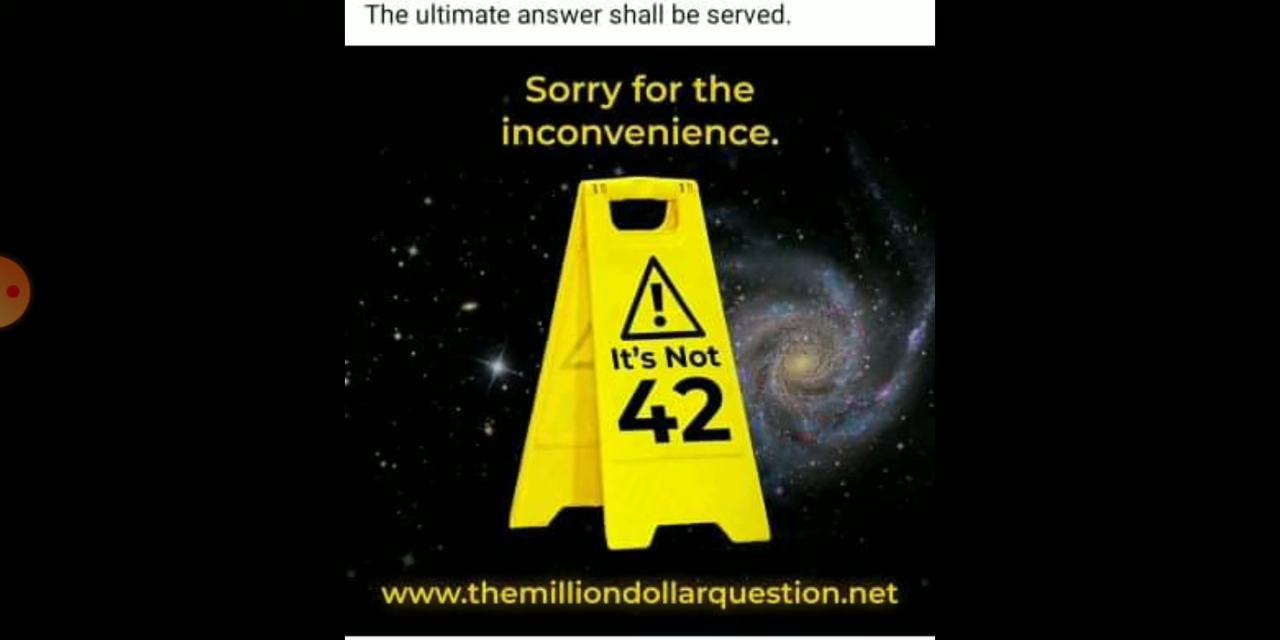 The ultimate answer shall be served.
Sorry for the
inconvenience.
It's Not
42
www.themilliondollarquestion.net